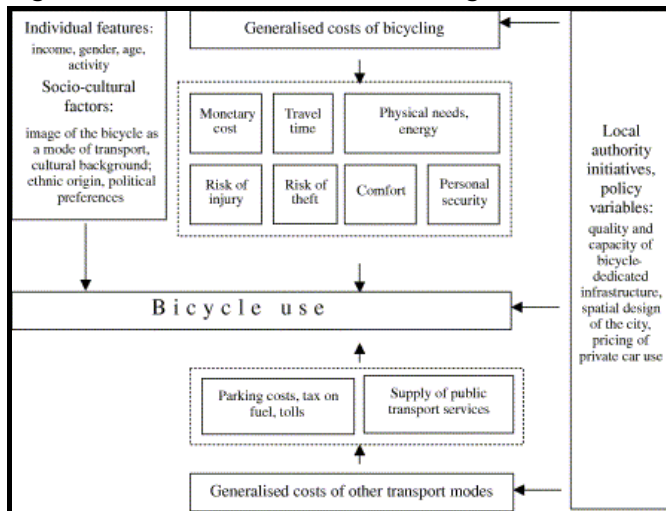 Individual features:
income, gender, age,
activity
Socio-cultural
factors:
image of the bicycle as
a mode of transport,
cultural background;
ethnic origin, political
preferences
Generalised costs of bicycling
Monetary
cost
Travel
time
Physical needs,
energy
Risk of
injury
Risk of
theft
Comfort
Personal
security
Local
authority
initiatives,
policy
variables:
quality and
capacity of
bicycle-
dedicated
infrastructure,
spatial design
of the city,
pricing of
private car use
Bicycle use
Parking costs, tax on
fuel, tolls
Supply of public
transport services
Generalised costs of other transport modes